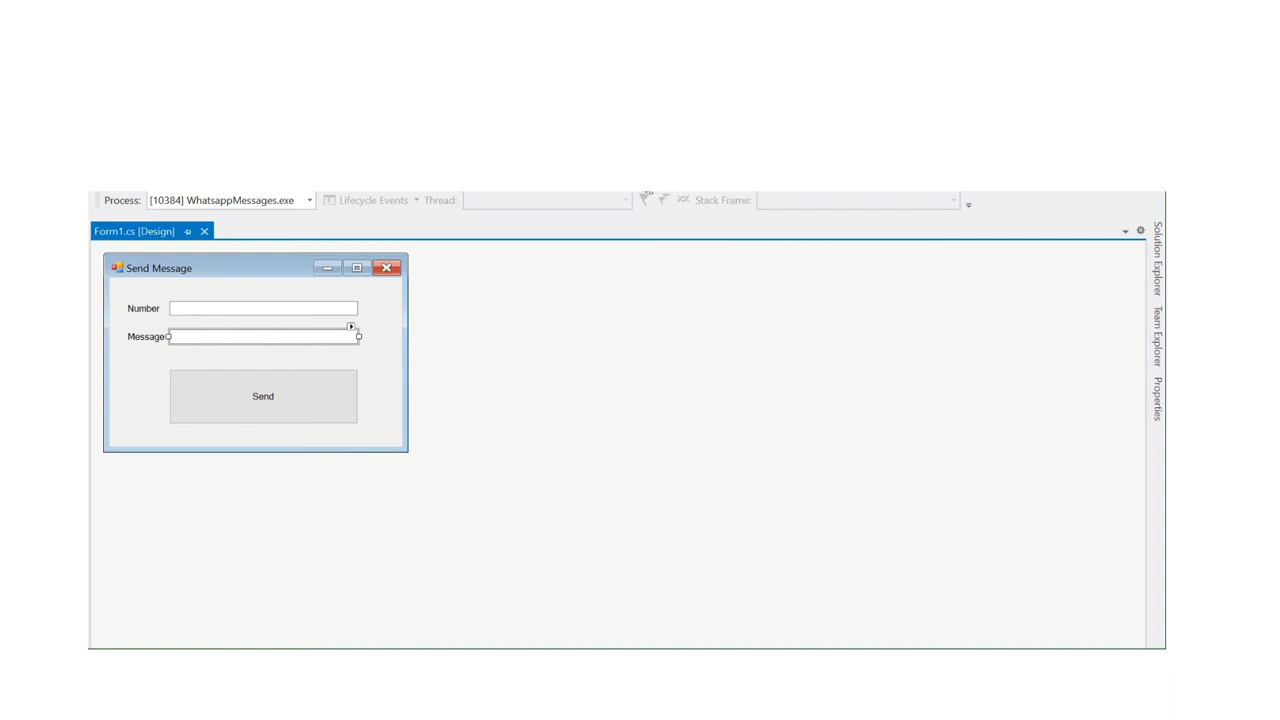 Process: [10384] WhatsappMessages.exe Lifecycle Events Thread: Stack Frame:
Form1.cs [Design]
Send Message
Number
Message
Send
Solution Explorer
Team Explorer
Properties